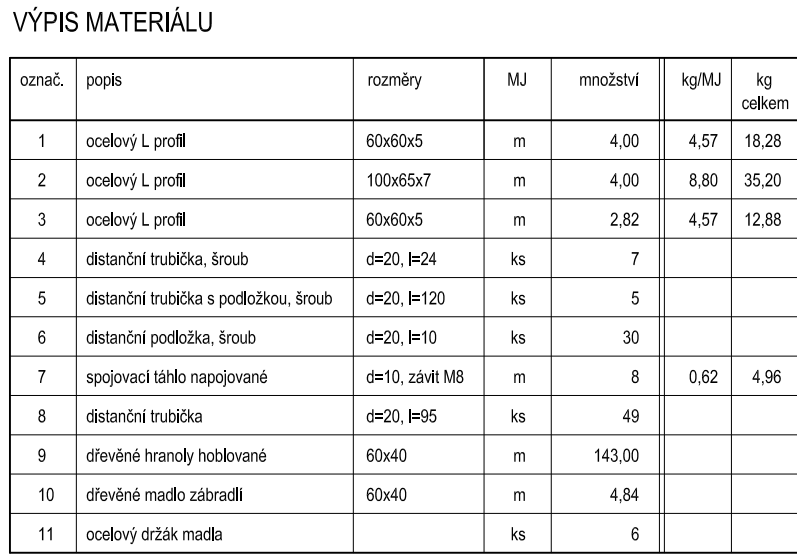 VÝPIS MATERIÁLU
označ. popis rozměry MJ množství kg/MJ kg celkem
1 ocelový L profil 60x60x5 m 4,00 4,57 18,28
2 ocelový L profil 100x65x7 m 4,00 8,80 35,20
3 ocelový L profil 60x60x5 m 2,82 4,57 12,88
4 distanční trubička, šroub d=20, l=24 ks 7
5 distanční trubička s podložkou, šroub d=20, l=120 ks 5
6 distanční podložka, šroub d=20, l=10 ks 30
7 spojovací táhlo napojované d=10, závit M8 m 8 0,62 4,96
8 distanční trubička d=20, l=95 ks 49
9 dřevěné hranoly hoblované 60x40 m 143,00
10 dřevěné madlo zábradlí 60x40 m 4,84
11 ocelový držák madla ks 6